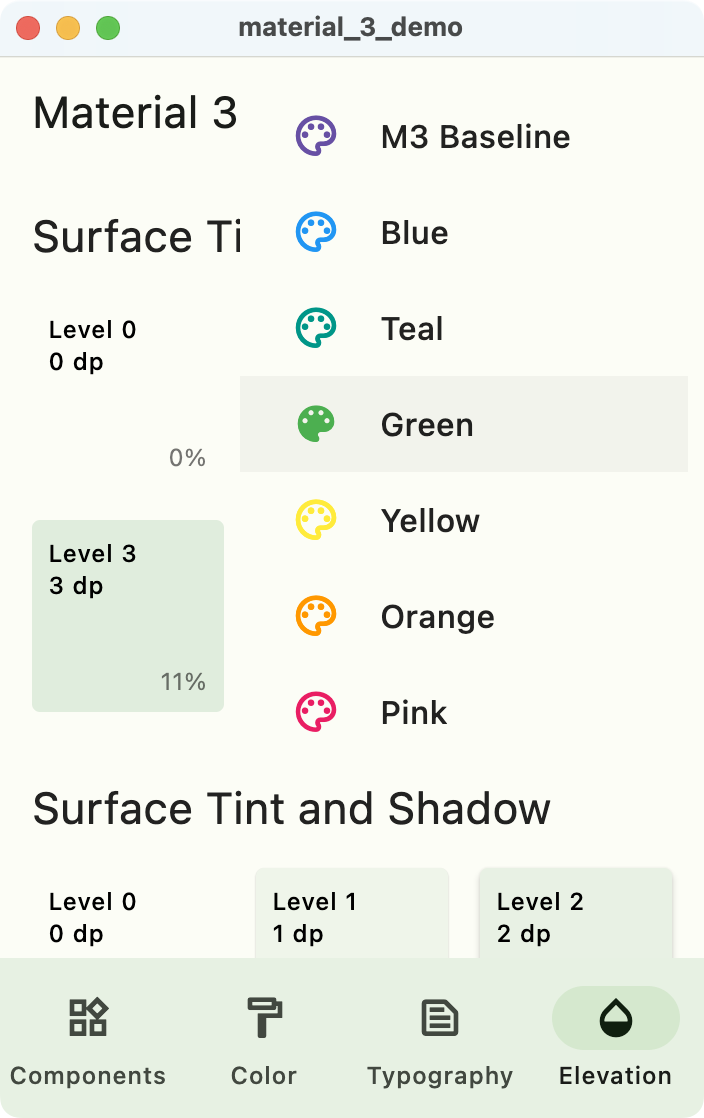 material_3_demo
Material 3
M3 Baseline
Blue
Teal
Green
Yellow
Orange
Pink
Surface Ti
Level 0
0 dp
0%
Level 3
3 dp
11%
Surface Tint and Shadow
Level 0
0 dp
Level 1
1 dp
Level 2
2 dp
Components
Color
Typography
Elevation